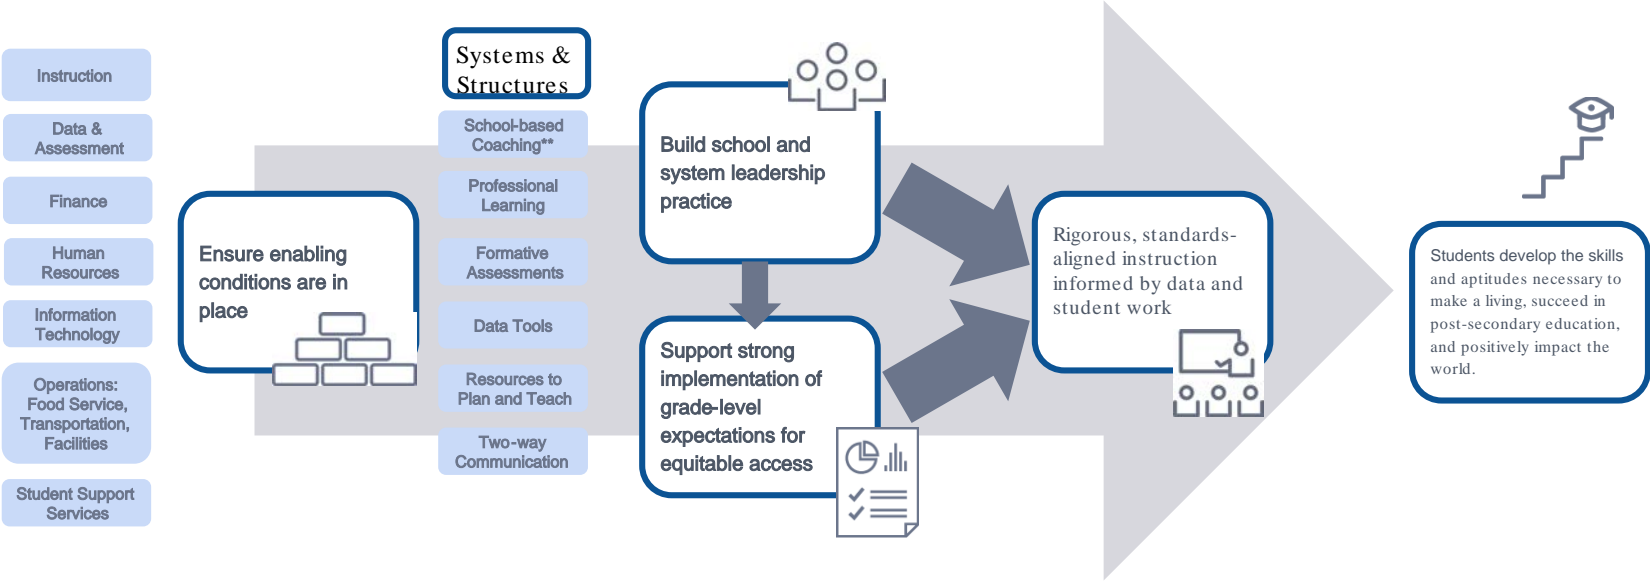 Instruction
Data &
Assessment
Finance
Human
Resources
Information
Technology
Operations:
Food Service,
Transportation,
Facilities
Student Support
Services
Ensure enabling
conditions are in
place
Systems &
Structures
School-based
Coaching**
Professional
Learning
Formative
Assessments
Data Tools
Resources to
Plan and Teach
Two-way
Communication
Build school and
system leadership
practice
Support strong
implementation of
grade-level
expectations for
equitable access
Rigorous, standards-
aligned instruction
informed by data and
student work
Students develop the skills
and aptitudes necessary to
make a living, succeed in
post-secondary education,
and positively impact the
world.